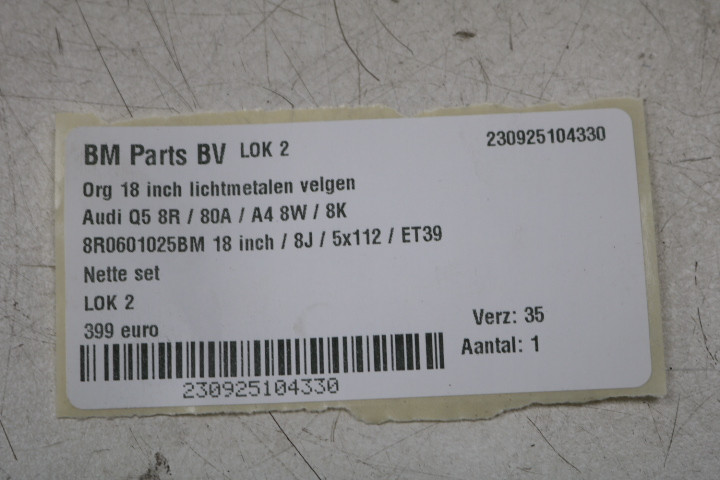 BM Parts BV LOK 2 230925104330
Org 18 inch lichtmetalen velgen
Audi Q5 8R / 80A / A4 8W / 8K
8R0601025BM 18 inch / 8J / 5x112 / ET39
Nette set
LOK 2
399 euro
Verz: 35
Aantal: 1
230925104330